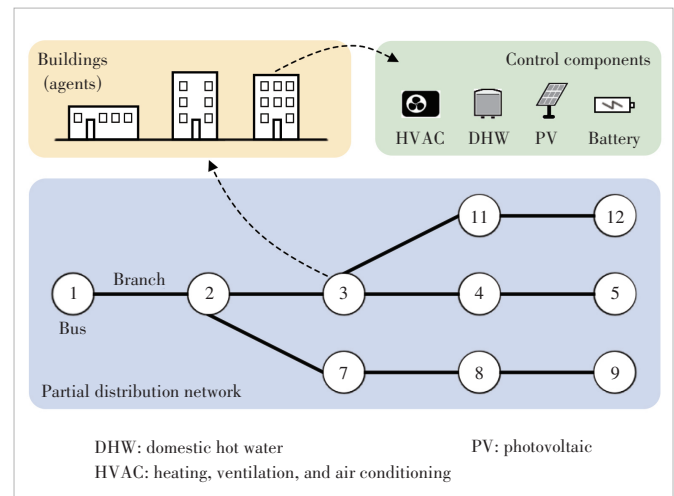 Buildings
(agents)
Control components
HVAC DHW PV Battery
11 12
Branch
1 2 3 4 5
Bus
7 8 9
Partial distribution network
DHW: domestic hot water PV: photovoltaic
HVAC: heating, ventilation, and air conditioning